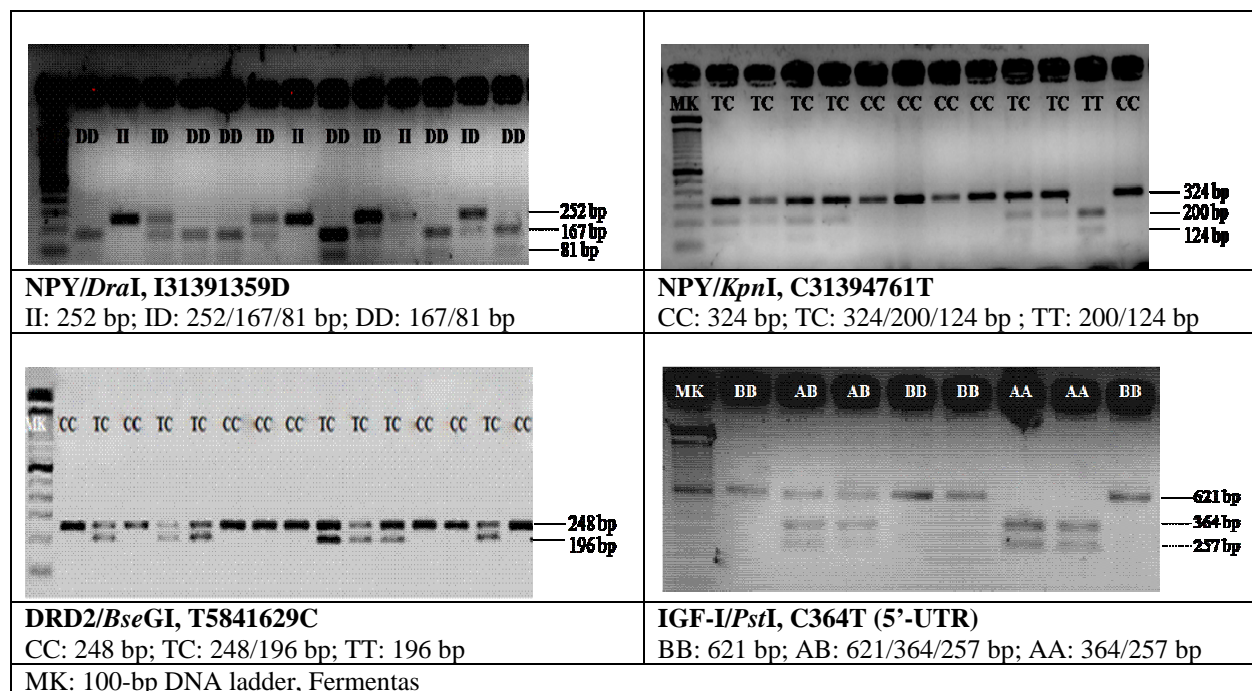 DD II ID DD DD ID II DD ID II DD ID DD
252 bp
167 bp
81 bp
NPY/DraI, I31391359D
II: 252 bp; ID: 252/167/81 bp; DD: 167/81 bp
MK TC TC TC TC CC CC CC CC TC TC TT CC
324 bp
200 bp
124 bp
NPY/KpnI, C31394761T
CC: 324 bp; TC: 324/200/124 bp ; TT: 200/124 bp
MK CC TC CC TC TC CC CC CC TC TC TC CC CC TC CC
248 bp
196 bp
DRD2/BseGI, T5841629C
CC: 248 bp; TC: 248/196 bp; TT: 196 bp
MK BB AB AB BB BB AA AA BB
621 bp
364 bp
257 bp
IGF-I/PstI, C364T (5’-UTR)
BB: 621 bp; AB: 621/364/257 bp; AA: 364/257 bp
MK: 100-bp DNA ladder, Fermentas